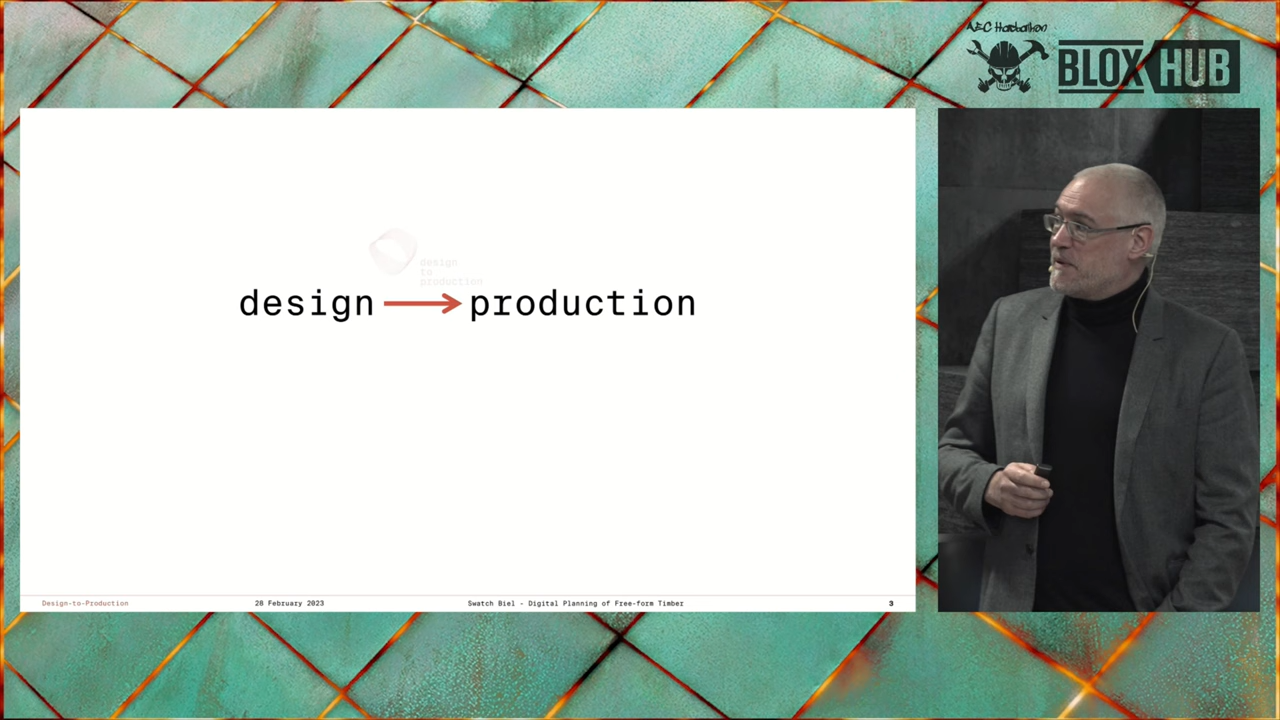 AEC Hackathon
BLOX HUB
design
to
production
design production
Design-to-Production 28 February 2023 Swatch Biel - Digital Planning of Free-form Timber 3